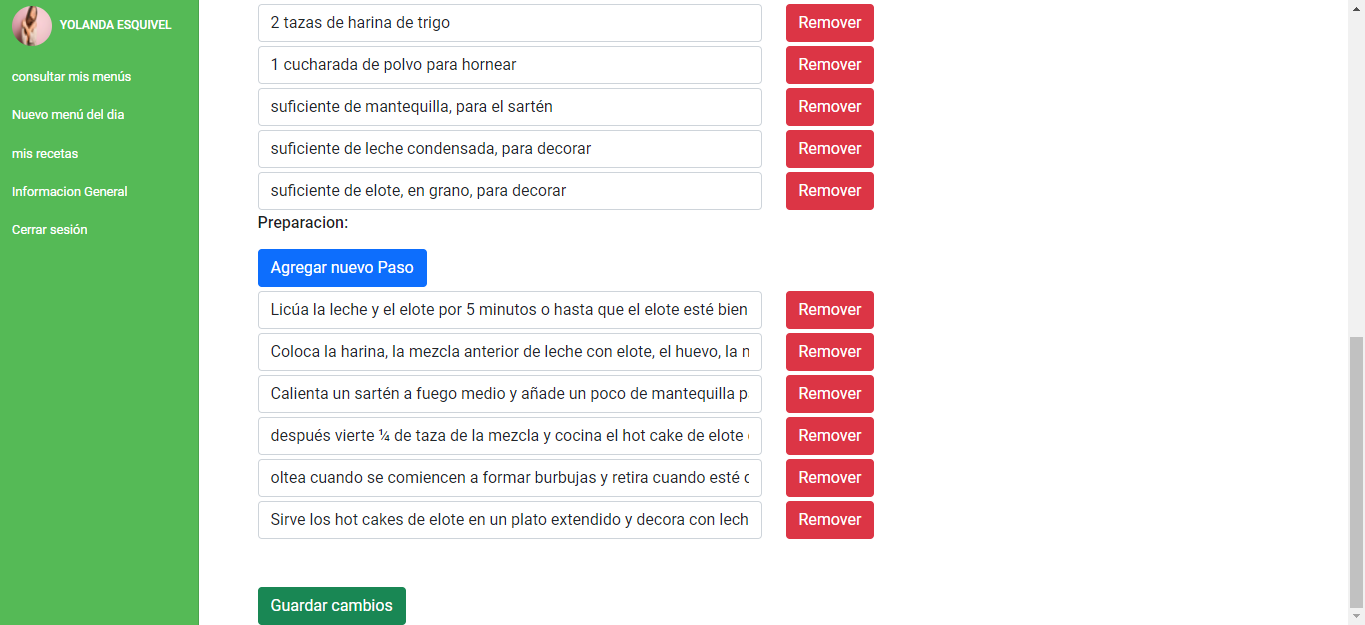 YOLANDA ESQUIVEL
consultar mis menús
Nuevo menú del dia
mis recetas
Informacion General
Cerrar sesión
2 tazas de harina de trigo Remover
1 cucharada de polvo para hornear Remover
suficiente de mantequilla, para el sartén Remover
suficiente de leche condensada, para decorar Remover
suficiente de elote, en grano, para decorar Remover
Preparacion:
Agregar nuevo Paso
Licúa la leche y el elote por 5 minutos o hasta que el elote esté bien Remover
Coloca la harina, la mezcla anterior de leche con elote, el huevo, la Remover
Calienta un sartén a fuego medio y añade un poco de mantequilla p Remover
después vierte ¼ de taza de la mezcla y cocina el hot cake de elote Remover
oltea cuando se comiencen a formar burbujas y retira cuando esté Remover
Sirve los hot cakes de elote en un plato extendido y decora con lech Remover
Guardar cambios